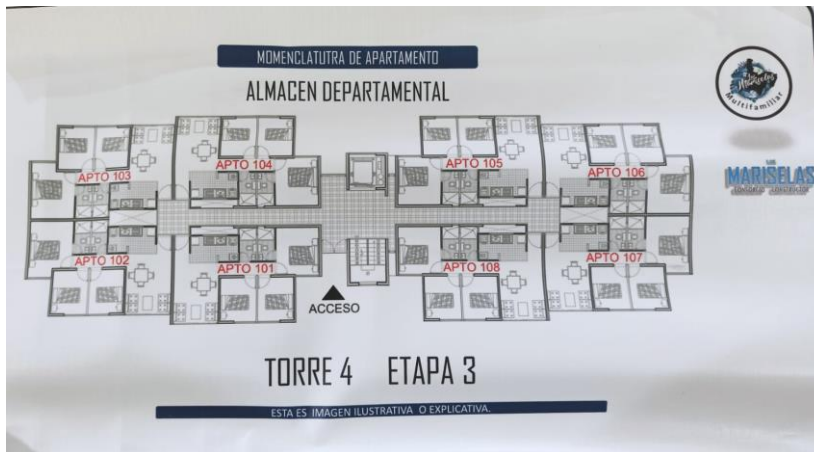 MOMENCLATUTRA DE APARTAMENTO
ALMACEN DEPARTAMENTAL
Multifamiliar
LAS
MARISELAS
APTO 103
APTO 104
APTO 105
APTO 106
APTO 102
APTO 101
APTO 108
APTO 107
ACCESO
TORRE 4 ETAPA 3
ESTA ES IMAGEN ILUSTRATIVA O EXPLICATIVA.